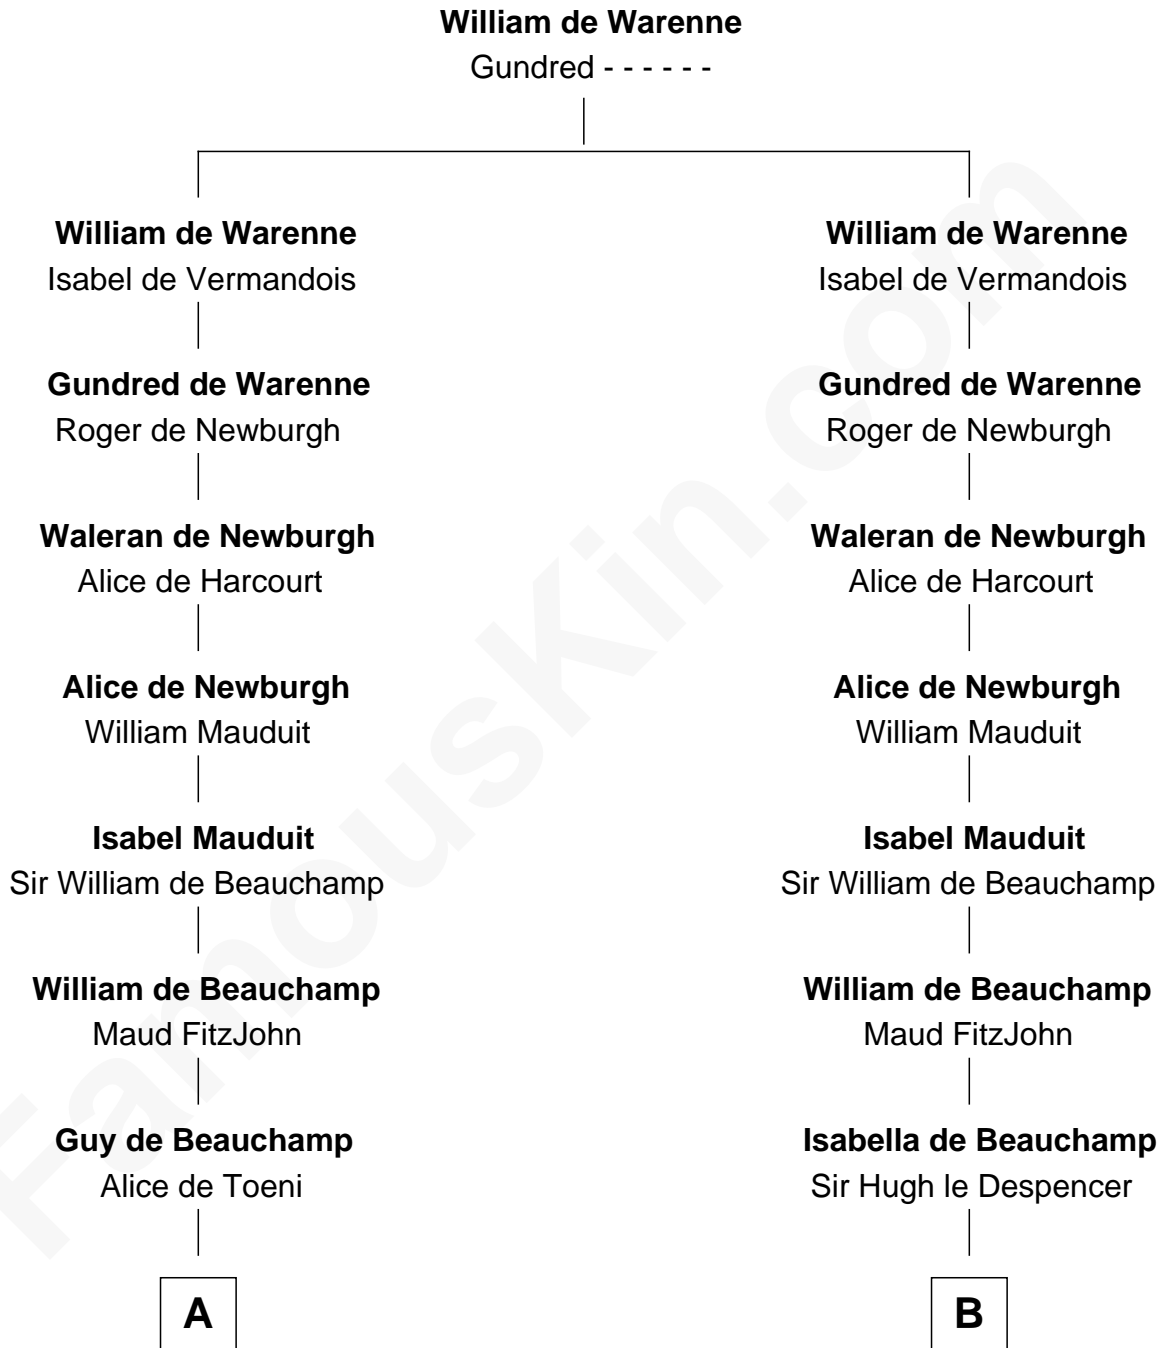 William de Warenne
Gundred - - - - - -
William de Warenne
Isabel de Vermandois
Gundred de Warenne
Roger de Newburgh
Waleran de Newburgh
Alice de Harcourt
Alice de Newburgh
William Mauduit
Isabel Mauduit
Sir William de Beauchamp
William de Beauchamp
Maud FitzJohn
Guy de Beauchamp
Alice de Toeni
A
William de Warenne
Isabel de Vermandois
Gundred de Warenne
Roger de Newburgh
Waleran de Newburgh
Alice de Harcourt
Alice de Newburgh
William Mauduit
Isabel Mauduit
Sir William de Beauchamp
William de Beauchamp
Maud FitzJohn
Isabella de Beauchamp
Sir Hugh le Despencer
B
FamousKin.com